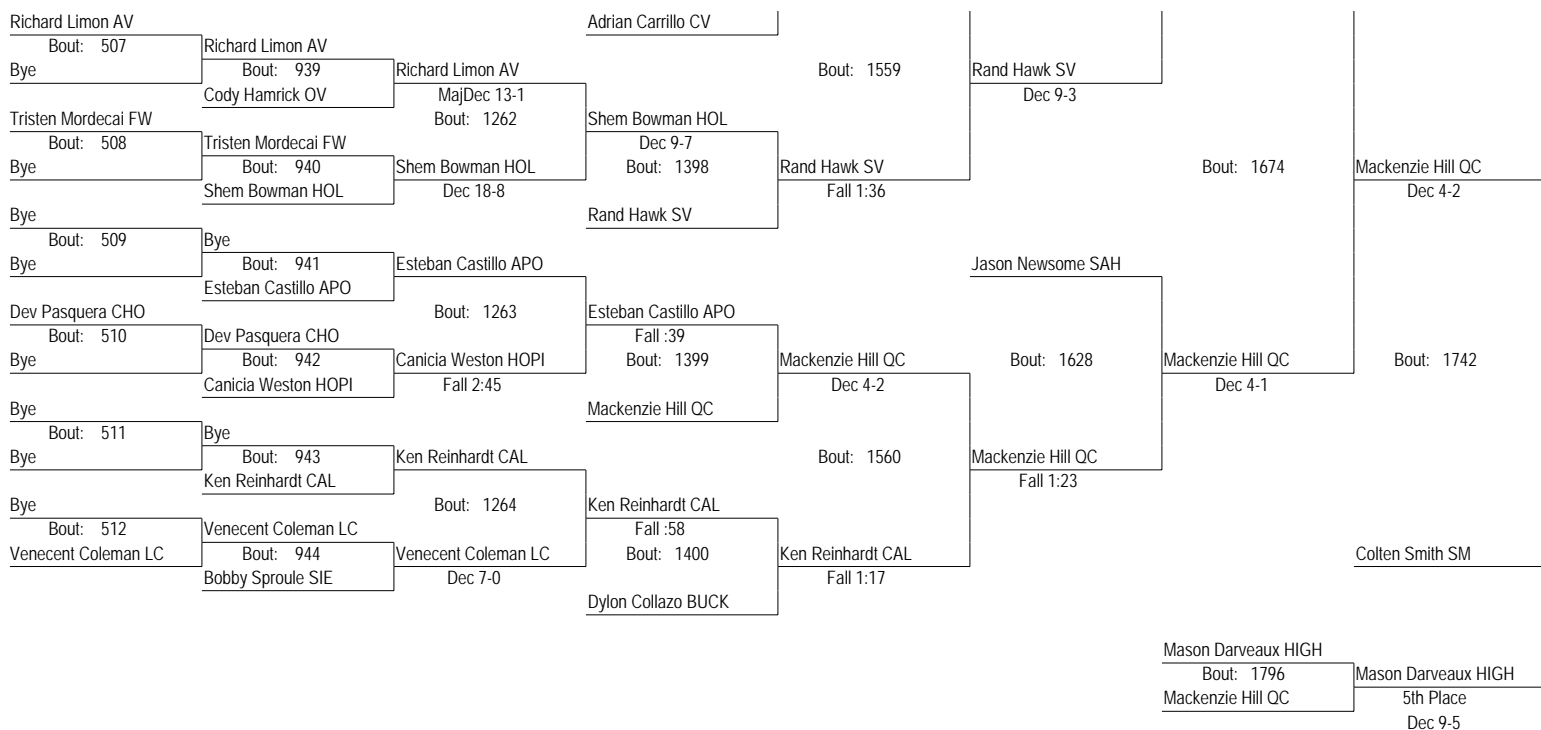 Richard Limon AV
Bout: 507
Bye
Tristen Mordecai FW
Bout: 508
Bye
Bye
Bout: 509
Bye
Dev Pasquera CHO
Bout: 510
Bye
Bye
Bout: 511
Bye
Bye
Bout: 512
Venecent Coleman LC
Richard Limon AV
Bout: 939
Cody Hamrick OV
Tristen Mordecai FW
Bout: 940
Shem Bowman HOL
Bye
Bout: 941
Esteban Castillo APO
Dev Pasquera CHO
Bout: 942
Canicia Weston HOPI
Bye
Bout: 943
Ken Reinhardt CAL
Venecent Coleman LC
Bout: 944
Bobby Sproule SIE
Richard Limon AV
MajDec 13-1
Bout: 1262
Shem Bowman HOL
Dec 18-8
Esteban Castillo APO
Bout: 1263
Canicia Weston HOPI
Fall 2:45
Ken Reinhardt CAL
Bout: 1264
Venecent Coleman LC
Dec 7-0
Adrian Carrillo CV
Shem Bowman HOL
Dec 9-7
Bout: 1398
Rand Hawk SV
Esteban Castillo APO
Fall :39
Bout: 1399
Mackenzie Hill QC
Ken Reinhardt CAL
Fall :58
Bout: 1400
Dylon Collazo BUCK
Bout: 1559
Rand Hawk SV
Fall 1:36
Mackenzie Hill QC
Dec 4-2
Bout: 1560
Ken Reinhardt CAL
Fall 1:17
Rand Hawk SV
Dec 9-3
Jason Newsome SAH
Bout: 1628
Mackenzie Hill QC
Fall 1:23
Bout: 1674
Mackenzie Hill QC
Dec 4-1
Mackenzie Hill QC
Dec 4-2
Bout: 1742
Colten Smith SM
Mason Darveaux HIGH
Bout: 1796
Mackenzie Hill QC
Mason Darveaux HIGH
5th Place
Dec 9-5